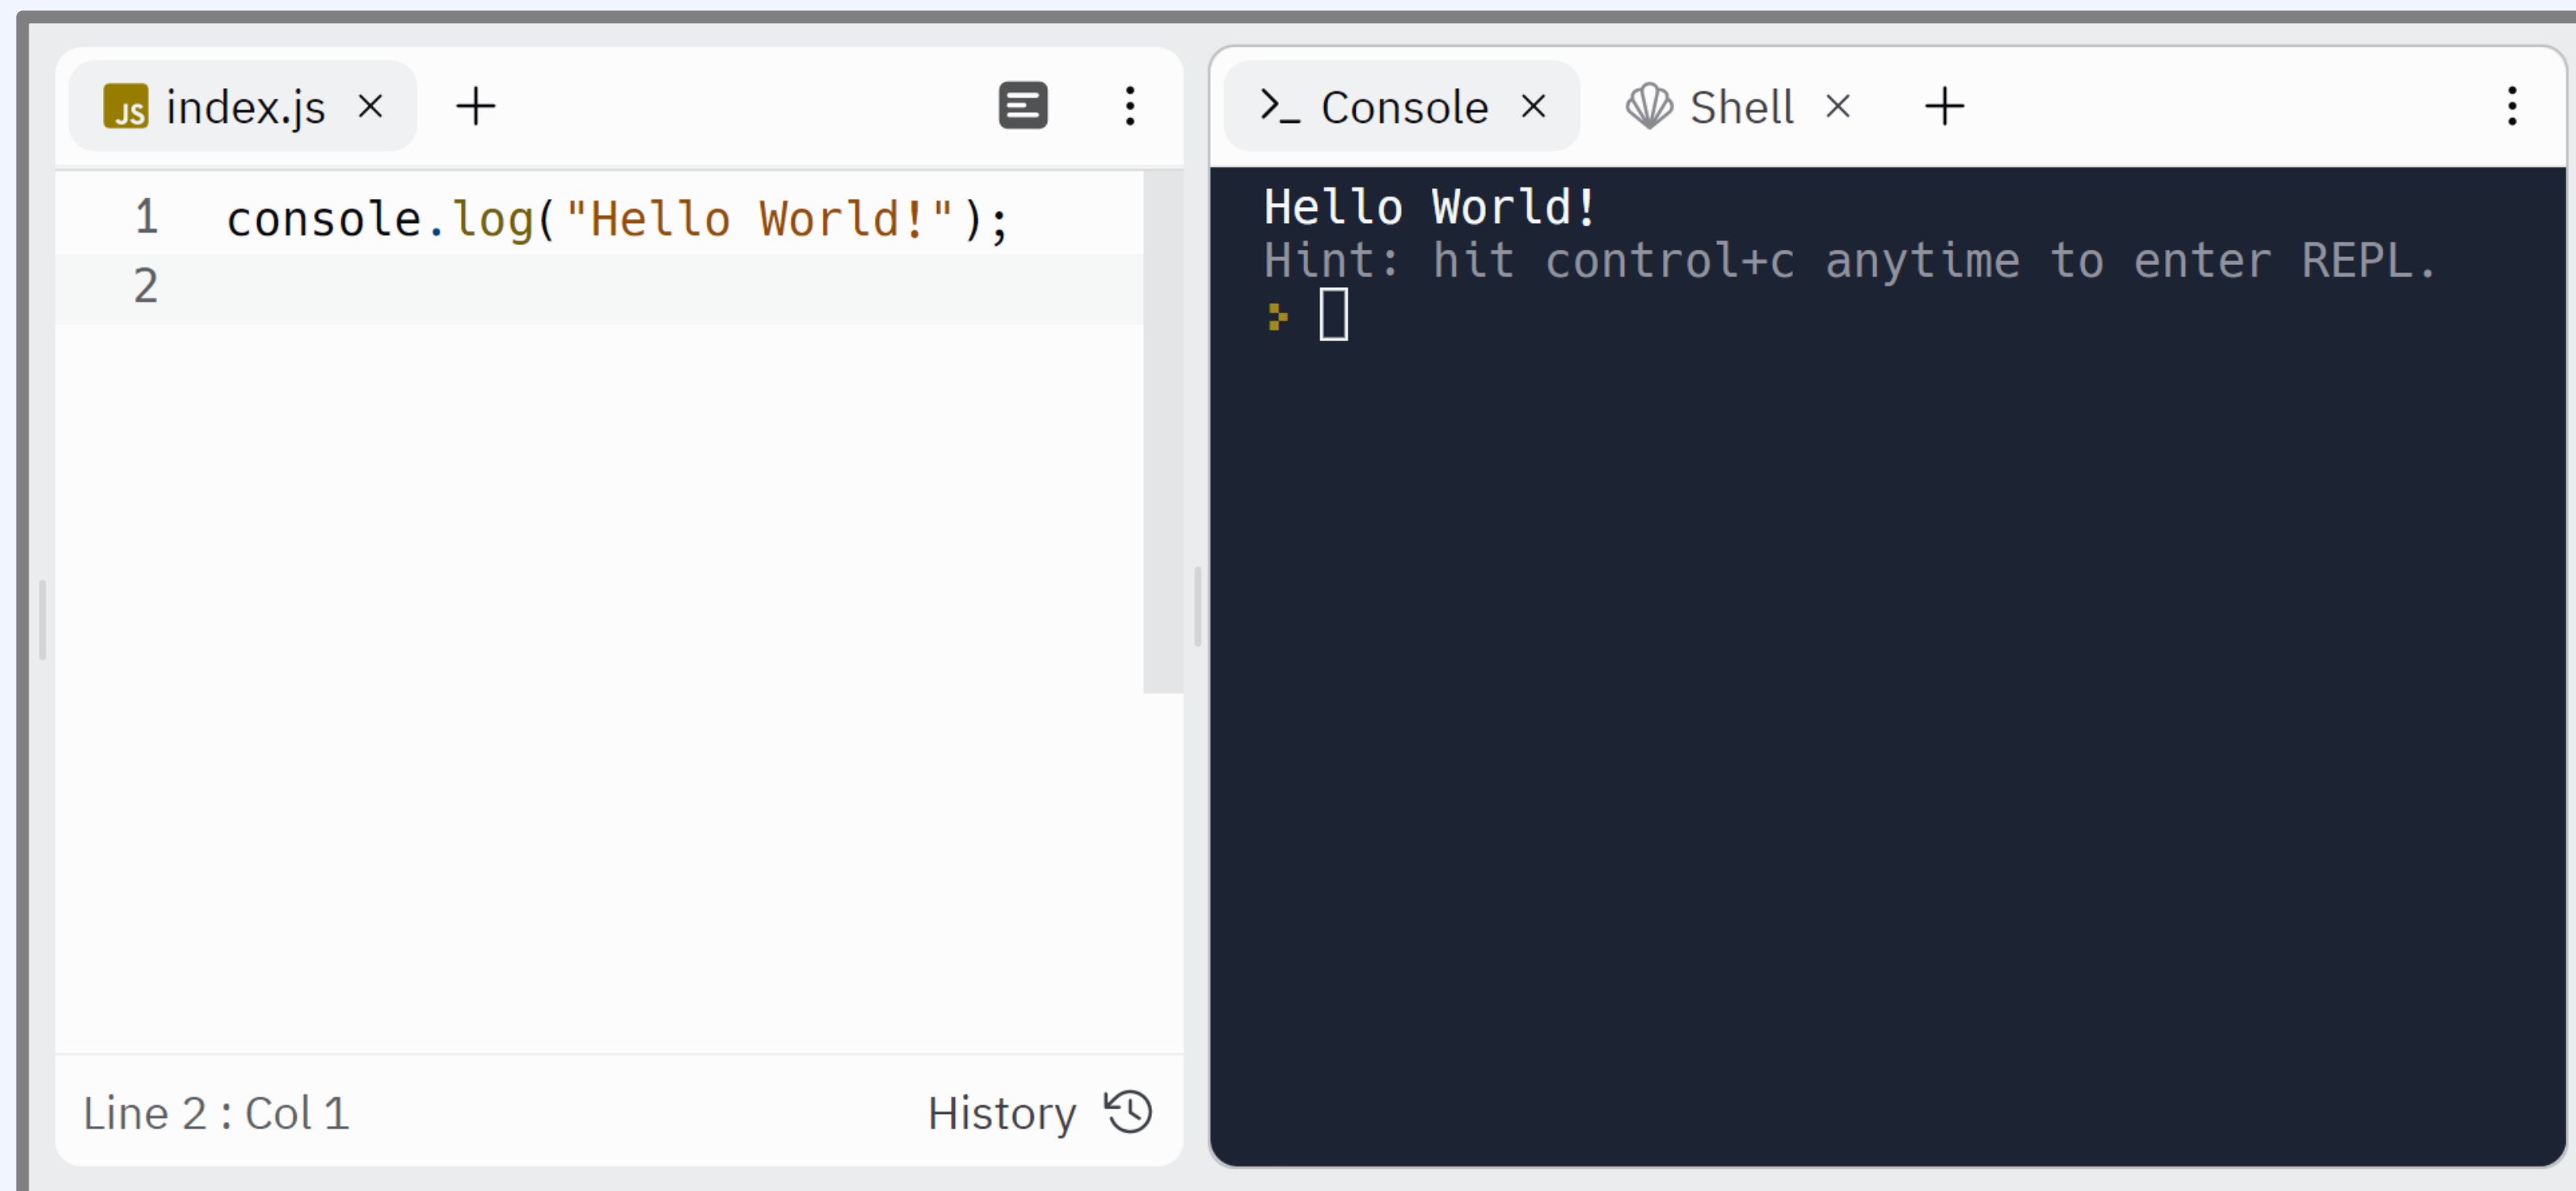 JS index.js
1 console.log("Hello World!");
2
Line 2 : Col 1
History
>_ Console
Shell
Hello World!
Hint: hit control+c anytime to enter REPL.